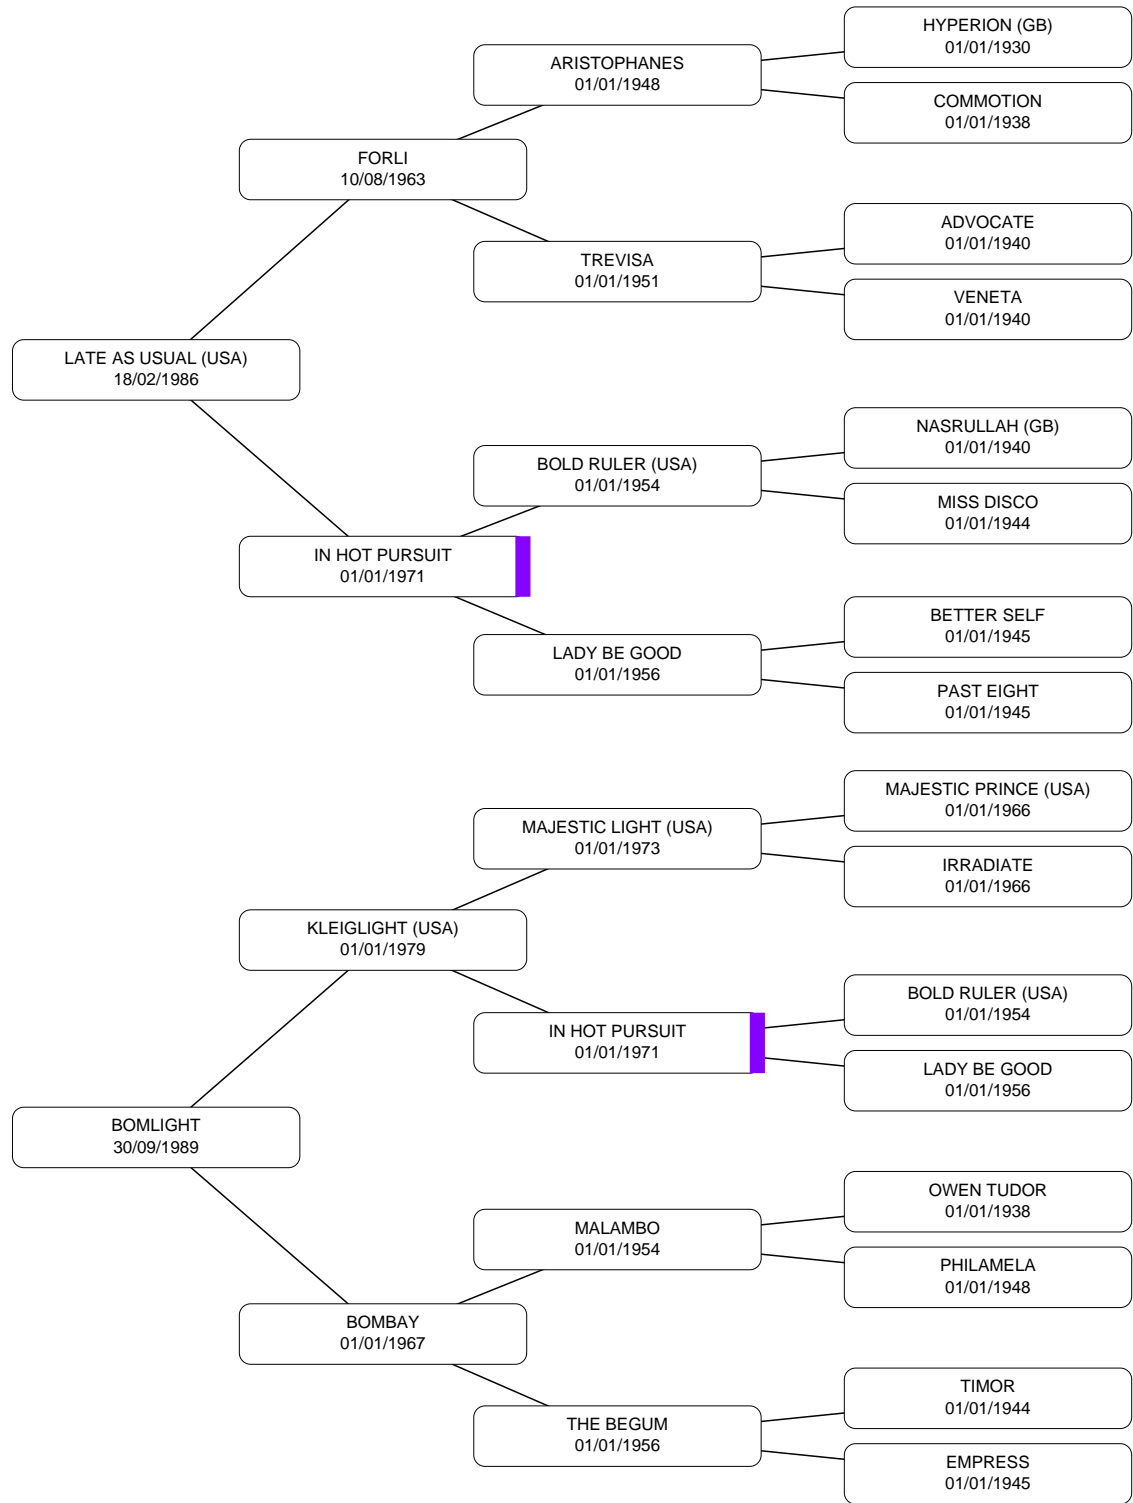 HYPERION (GB)
01/01/1930
ARISTOPHANES
01/01/1948
COMMOTION
01/01/1938
FORLI
10/08/1963
ADVOCATE
01/01/1940
TREVISA
01/01/1951
VENETA
01/01/1940
LATE AS USUAL (USA)
18/02/1986
NASRULLAH (GB)
01/01/1940
BOLD RULER (USA)
01/01/1954
MISS DISCO
01/01/1944
IN HOT PURSUIT
01/01/1971
BETTER SELF
01/01/1945
LADY BE GOOD
01/01/1956
PAST EIGHT
01/01/1945
MAJESTIC PRINCE (USA)
01/01/1966
MAJESTIC LIGHT (USA)
01/01/1973
IRRADIATE
01/01/1966
KLEIGLIGHT (USA)
01/01/1979
BOLD RULER (USA)
01/01/1954
IN HOT PURSUIT
01/01/1971
LADY BE GOOD
01/01/1956
BOMLIGHT
30/09/1989
OWEN TUDOR
01/01/1938
MALAMBO
01/01/1954
PHILAMELA
01/01/1948
BOMBAY
01/01/1967
TIMOR
01/01/1944
THE BEGUM
01/01/1956
EMPRESS
01/01/1945